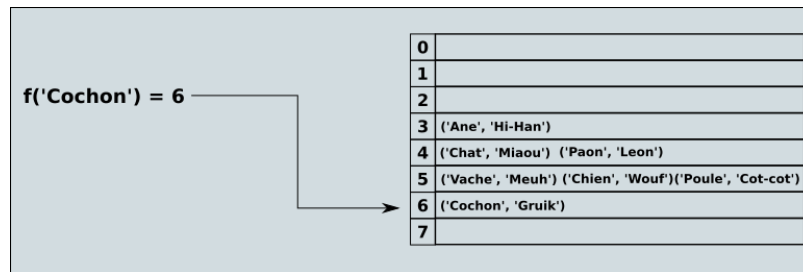 f('Cochon') = 6
0
1
2
3 ('Ane', 'Hi-Han')
4 ('Chat', 'Miaou') ('Paon', 'Leon')
5 ('Vache', 'Meuh') ('Chien', 'Wouf')('Poule', 'Cot-cot')
6 ('Cochon', 'Gruik')
7